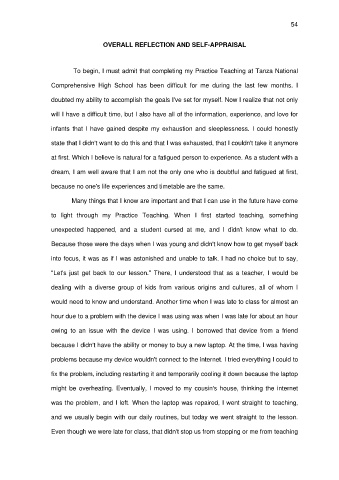 54
OVERALL REFLECTION AND SELF-APPRAISAL
To begin, I must admit that completing my Practice Teaching at Tanza National
Comprehensive High School has been difficult for me during the last few months. I
doubted my ability to accomplish the goals I've set for myself. Now I realize that not only
will I have a difficult time, but I also have all of the information, experience, and love for
infants that I have gained despite my exhaustion and sleeplessness. I could honestly
state that I didn't want to do this and that I was exhausted, that I couldn't take it anymore
at first. Which I believe is natural for a fatigued person to experience. As a student with a
dream, I am well aware that I am not the only one who is doubtful and fatigued at first,
because no one's life experiences and timetable are the same.
Many things that I know are important and that I can use in the future have come
to light through my Practice Teaching. When I first started teaching, something
unexpected happened, and a student cursed at me, and I didn't know what to do.
Because those were the days when I was young and didn't know how to get myself back
into focus, it was as if I was astonished and unable to talk. I had no choice but to say,
"Let's just get back to our lesson." There, I understood that as a teacher, I would be
dealing with a diverse group of kids from various origins and cultures, all of whom I
would need to know and understand. Another time when I was late to class for almost an
hour due to a problem with the device I was using was when I was late for about an hour
owing to an issue with the device I was using. I borrowed that device from a friend
because I didn't have the ability or money to buy a new laptop. At the time, I was having
problems because my device wouldn't connect to the internet. I tried everything I could to
fix the problem, including restarting it and temporarily cooling it down because the laptop
might be overheating. Eventually, I moved to my cousin's house, thinking the internet
was the problem, and I left. When the laptop was repaired, I went straight to teaching,
and we usually begin with our daily routines, but today we went straight to the lesson.
Even though we were late for class, that didn't stop us from stopping or me from teaching